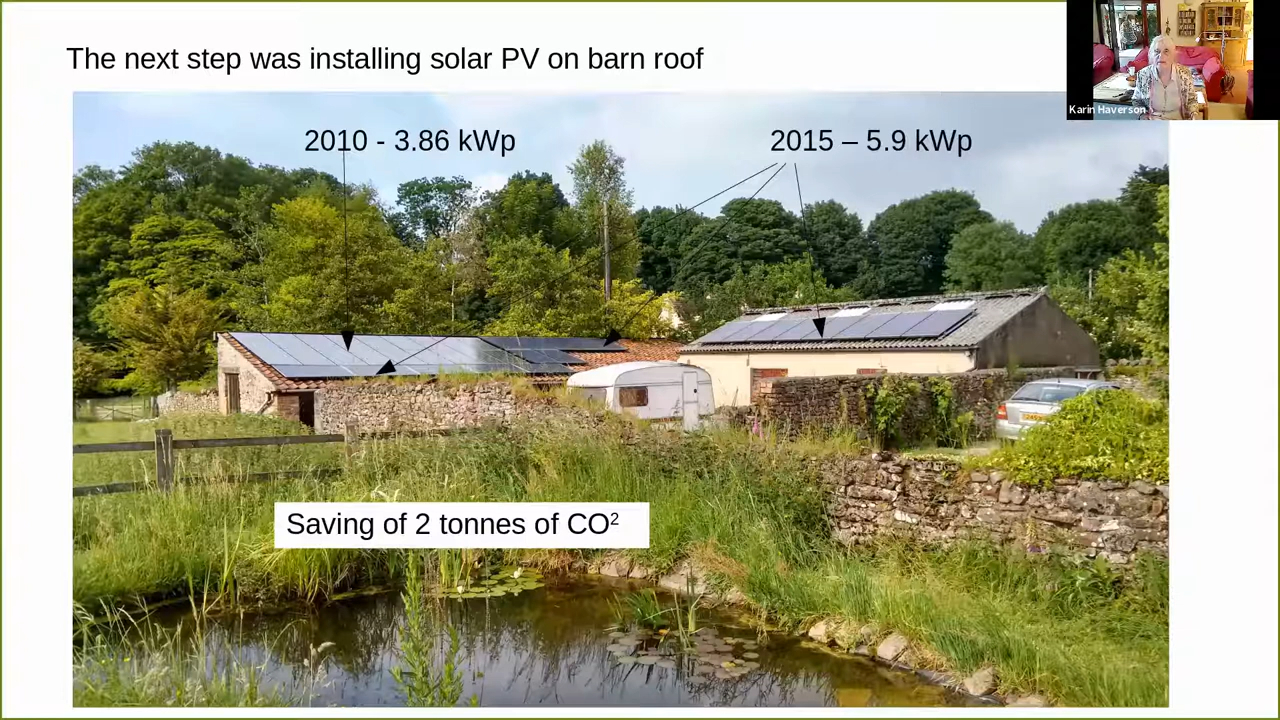 The next step was installing solar PV on barn roof
Karin Haverson
2010 - 3.86 kWp
2015 – 5.9 kWp
Saving of 2 tonnes of CO²